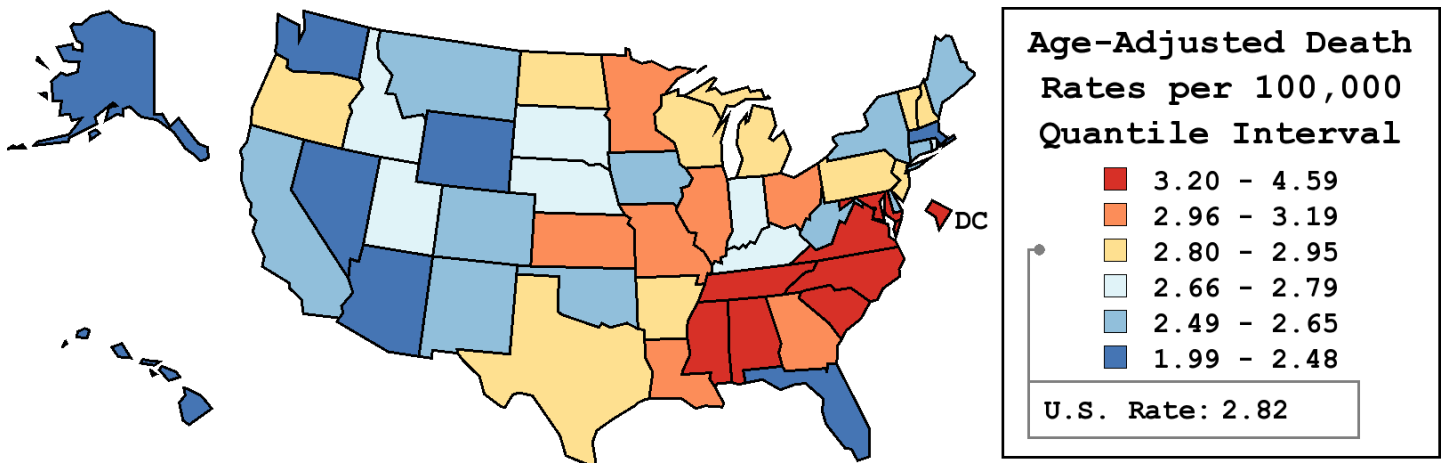 Age-Adjusted Death
Rates per 100,000
Quantile Interval
3.20 - 4.59
2.96 - 3.19
2.80 - 2.95
2.66 - 2.79
2.49 - 2.65
1.99 - 2.48
U.S. Rate: 2.82
DC